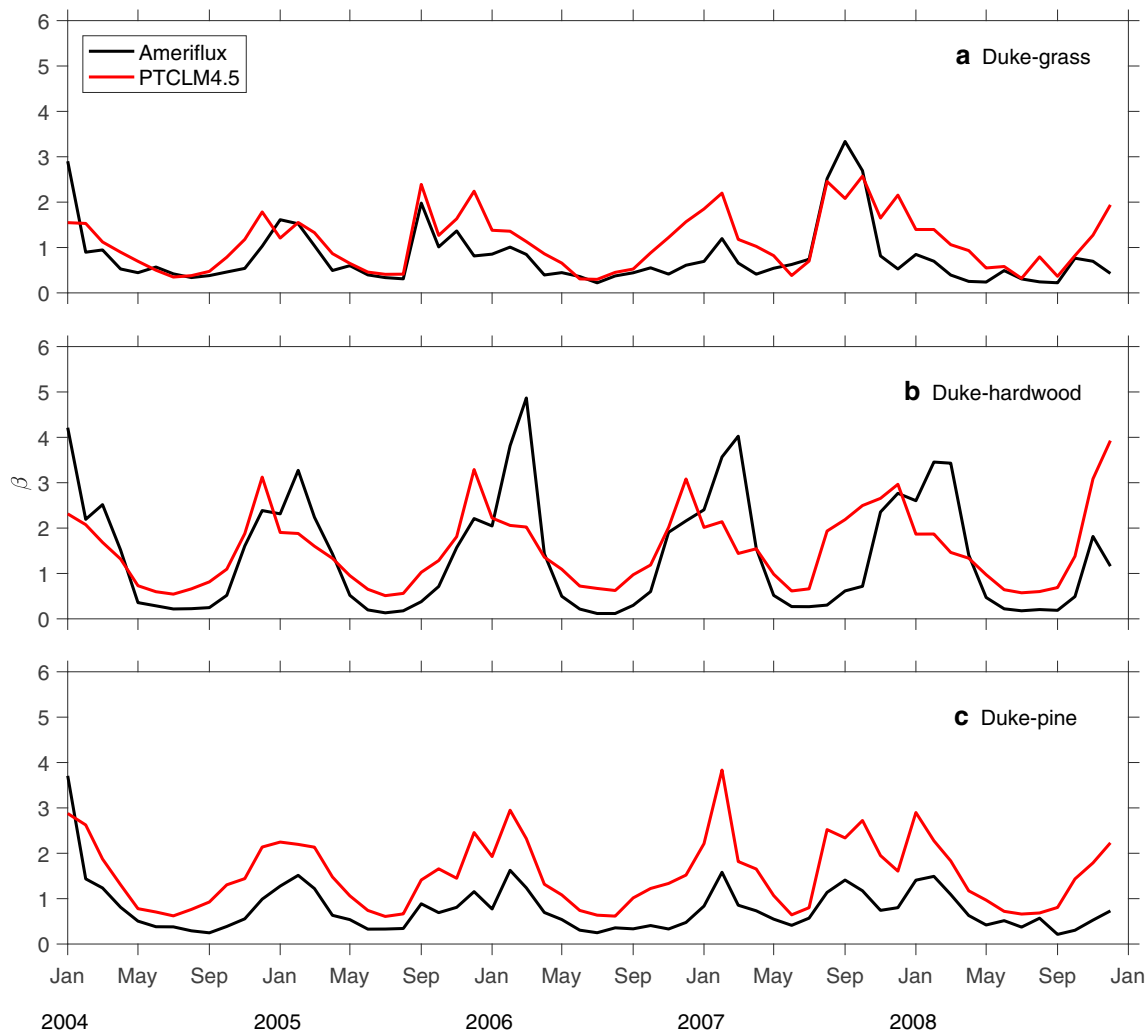 6
5
4
3
2
1
0
Ameriflux
PTCLM4.5
a Duke-grass
6
5
4
3
2
1
0
β
b Duke-hardwood
6
5
4
3
2
1
0
c Duke-pine
Jan May Sep Jan May Sep Jan May Sep Jan May Sep Jan May Sep Jan
2004 2005 2006 2007 2008